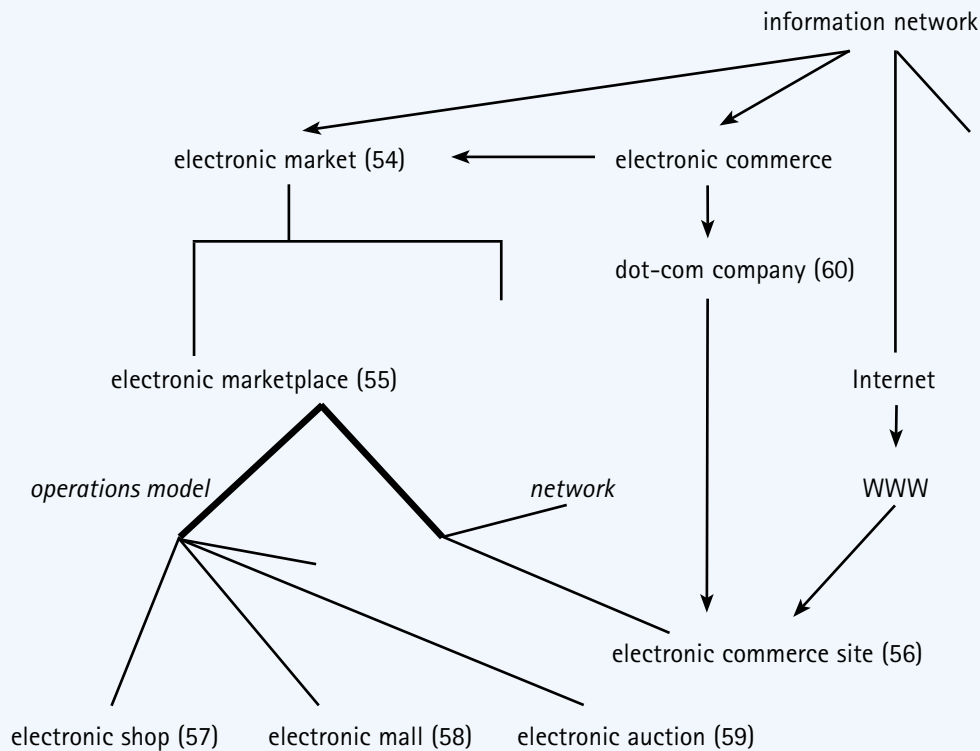 information network
electronic market (54)
electronic commerce
dot-com company (60)
electronic marketplace (55)
Internet
operations model
network
WWW
electronic commerce site (56)
electronic shop (57)
electronic mall (58)
electronic auction (59)